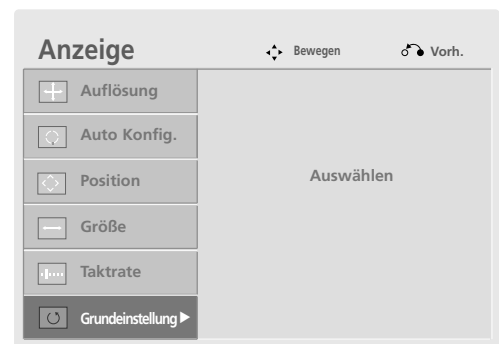 Anzeige Bewegen Vorh.
Auflösung
Auto Konfig.
Position Auswählen
Größe
Taktrate
Grundeinstellung